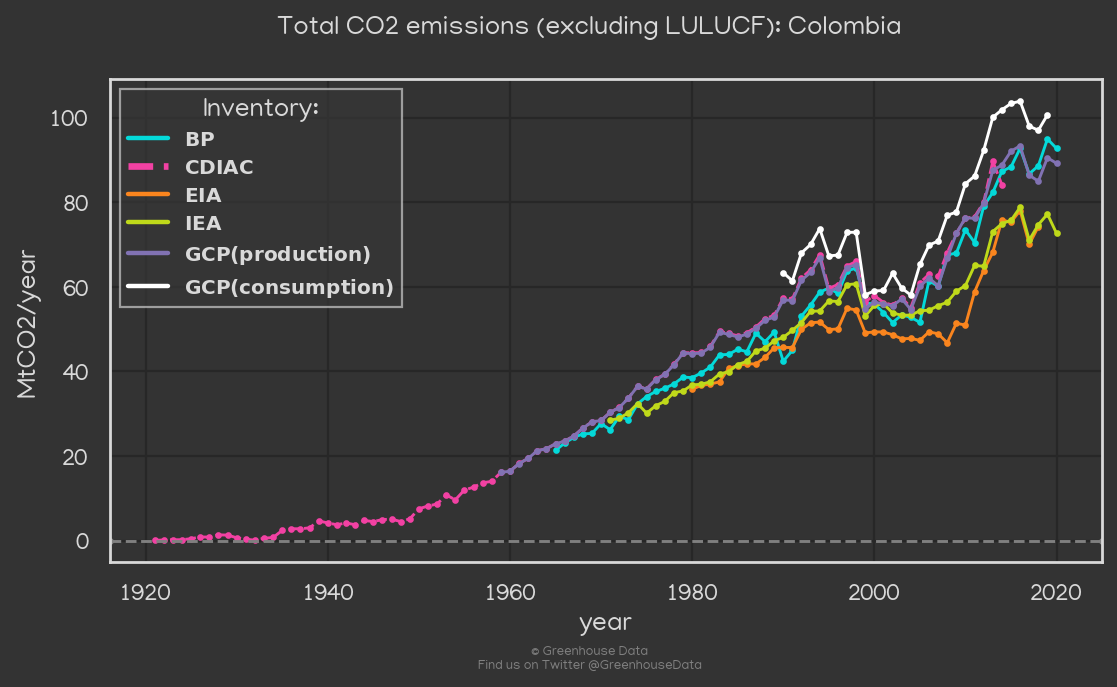 Total CO2 emissions (excluding LULUCF): Colombia
Inventory:
BP
CDIAC
EIA
IEA
GCP(production)
GCP(consumption)
MtCO2/year
100
80
60
40
20
0
1920 1940 1960 1980 2000 2020
year
© Greenhouse Data
Find us on Twitter @GreenhouseData